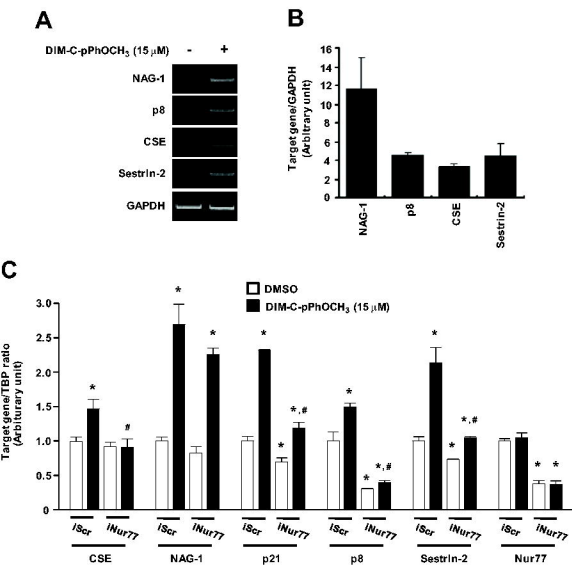 A
DIM-C-pPhOCH3 (15 μM) - +
NAG-1
p8
CSE
Sestrin-2
GAPDH
B
Target gene/GAPDH
(Arbitrary unit)
16
14
12
10
8
6
4
2
NAG-1
p8
CSE
Sestrin-2
C
DMSO
DIM-C-pPhOCH3 (15 μM)
Target gene/TBP ratio
(Arbiturary unit)
3.0
2.5
2.0
1.5
1.0
0.5
0
* # * * * * *,# * * *,# * * *,# * *
iScr iNur77 iScr iNur77 iScr iNur77 iScr iNur77 iScr iNur77 iScr iNur77
CSE NAG-1 p21 p8 Sestrin-2 Nur77